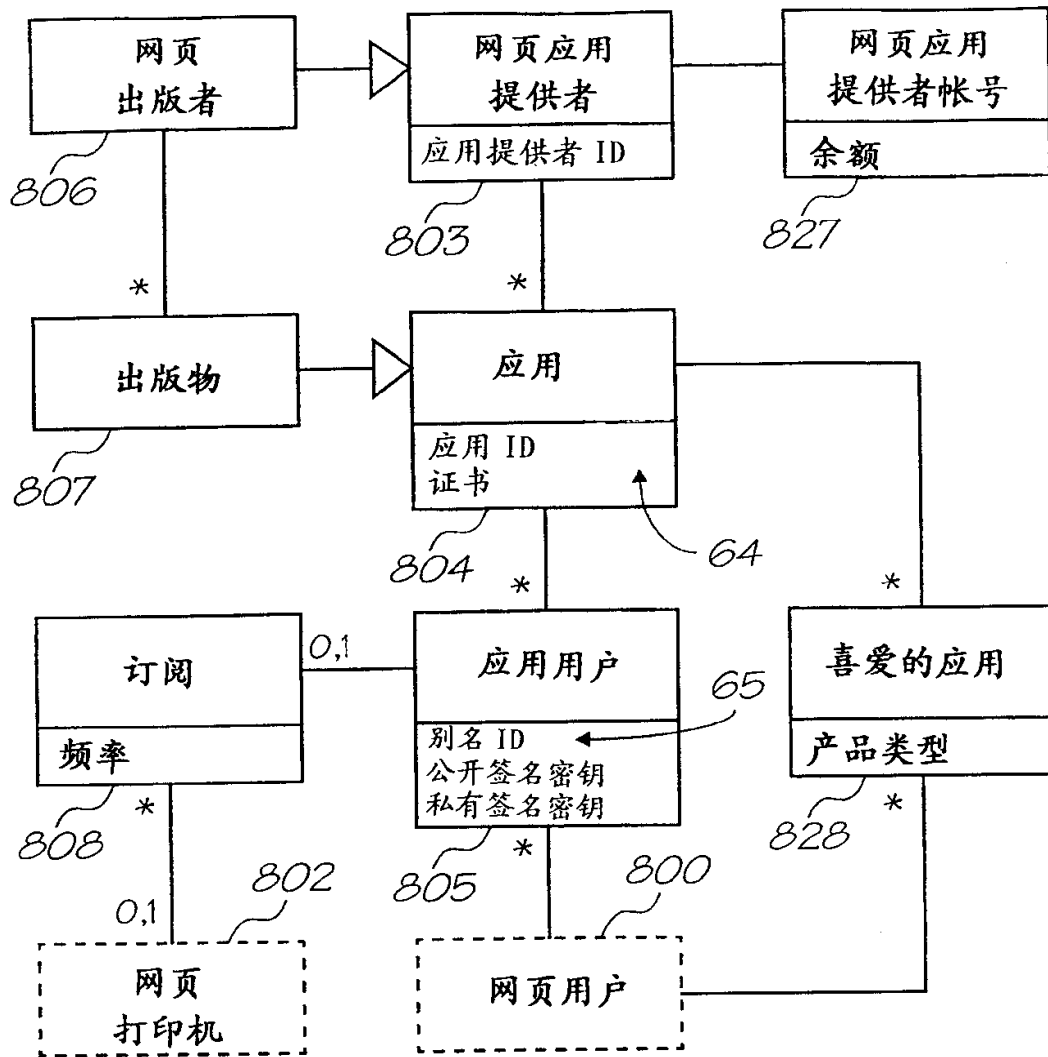 网页
出版者
网页应用
提供者
应用提供者 ID
网页应用
提供者帐号
余额
806
803
827
*
*
出版物
应用
应用 ID
证书
807
804
64
*
*
订阅
频率
0,1
应用用户
别名 ID
公开签名密钥
私有签名密钥
65
喜爱的应用
产品类型
808
*
805
*
828
*
802
800
0,1
网页
打印机
网页用户